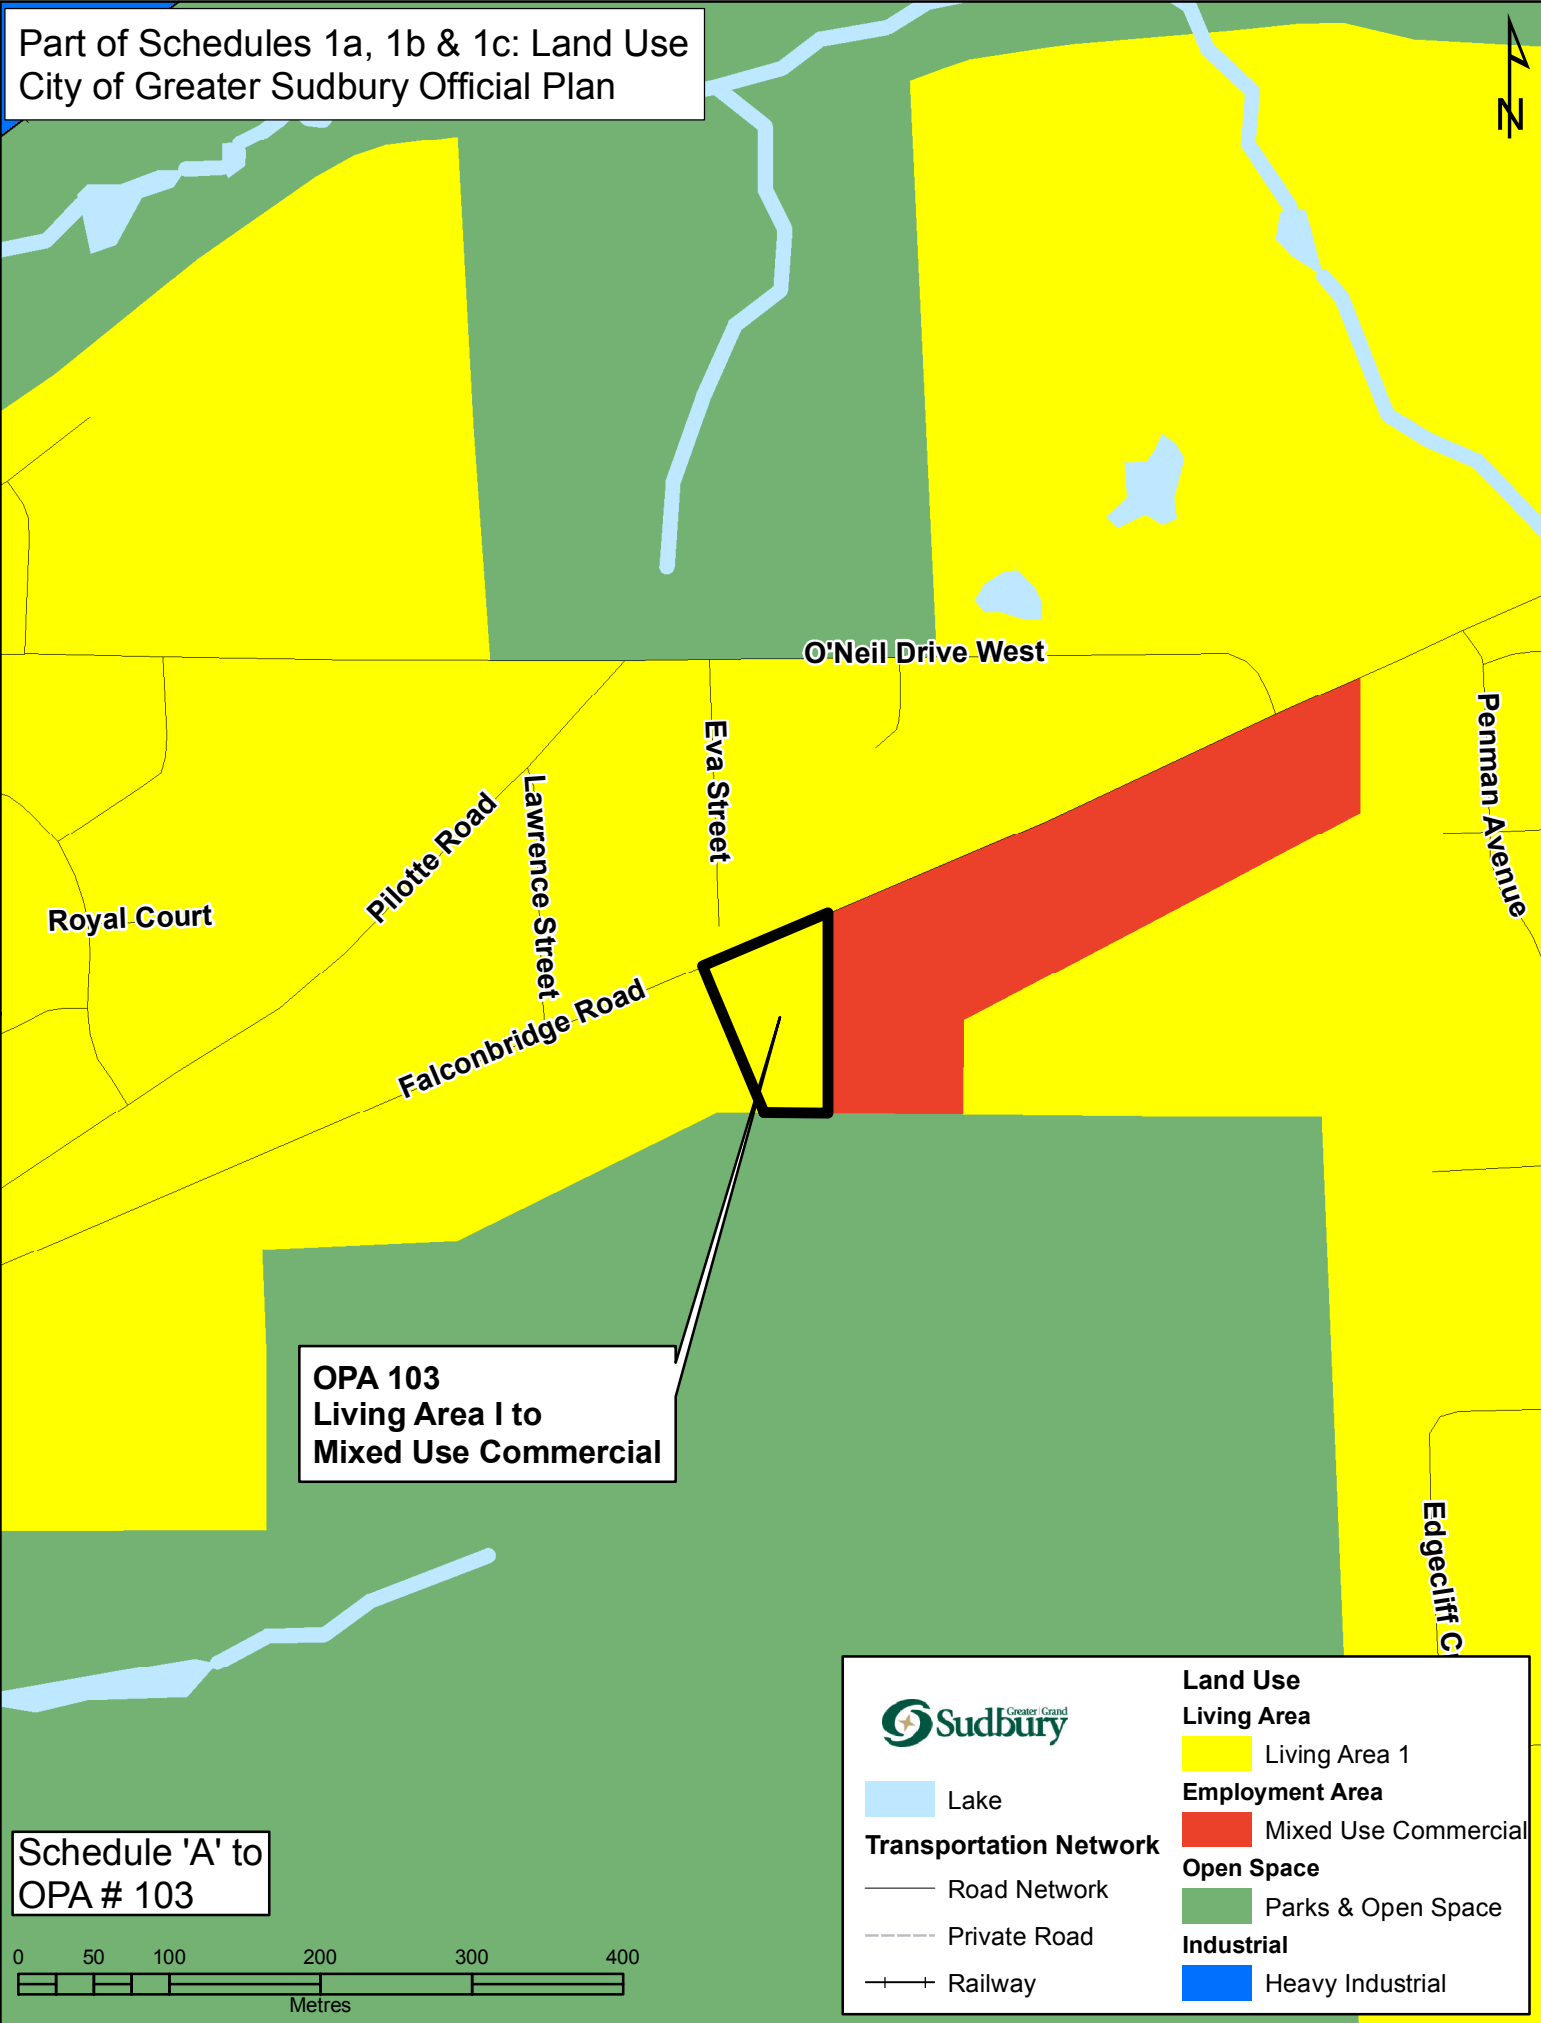 Part of Schedules 1a, 1b & 1c: Land Use
City of Greater Sudbury Official Plan
N
O'Neil Drive West
Eva Street
Lawrence Street
Pilotte Road
Penman Avenue
Royal Court
Falconbridge Road
OPA 103
Living Area I to
Mixed Use Commercial
Edgecliff C
Schedule 'A' to
OPA # 103
0 50 100 200 300 400
Metres
Greater | Grand
Sudbury
Lake
Transportation Network
Road Network
Private Road
Railway
Land Use
Living Area
Living Area 1
Employment Area
Mixed Use Commercial
Open Space
Parks & Open Space
Industrial
Heavy Industrial